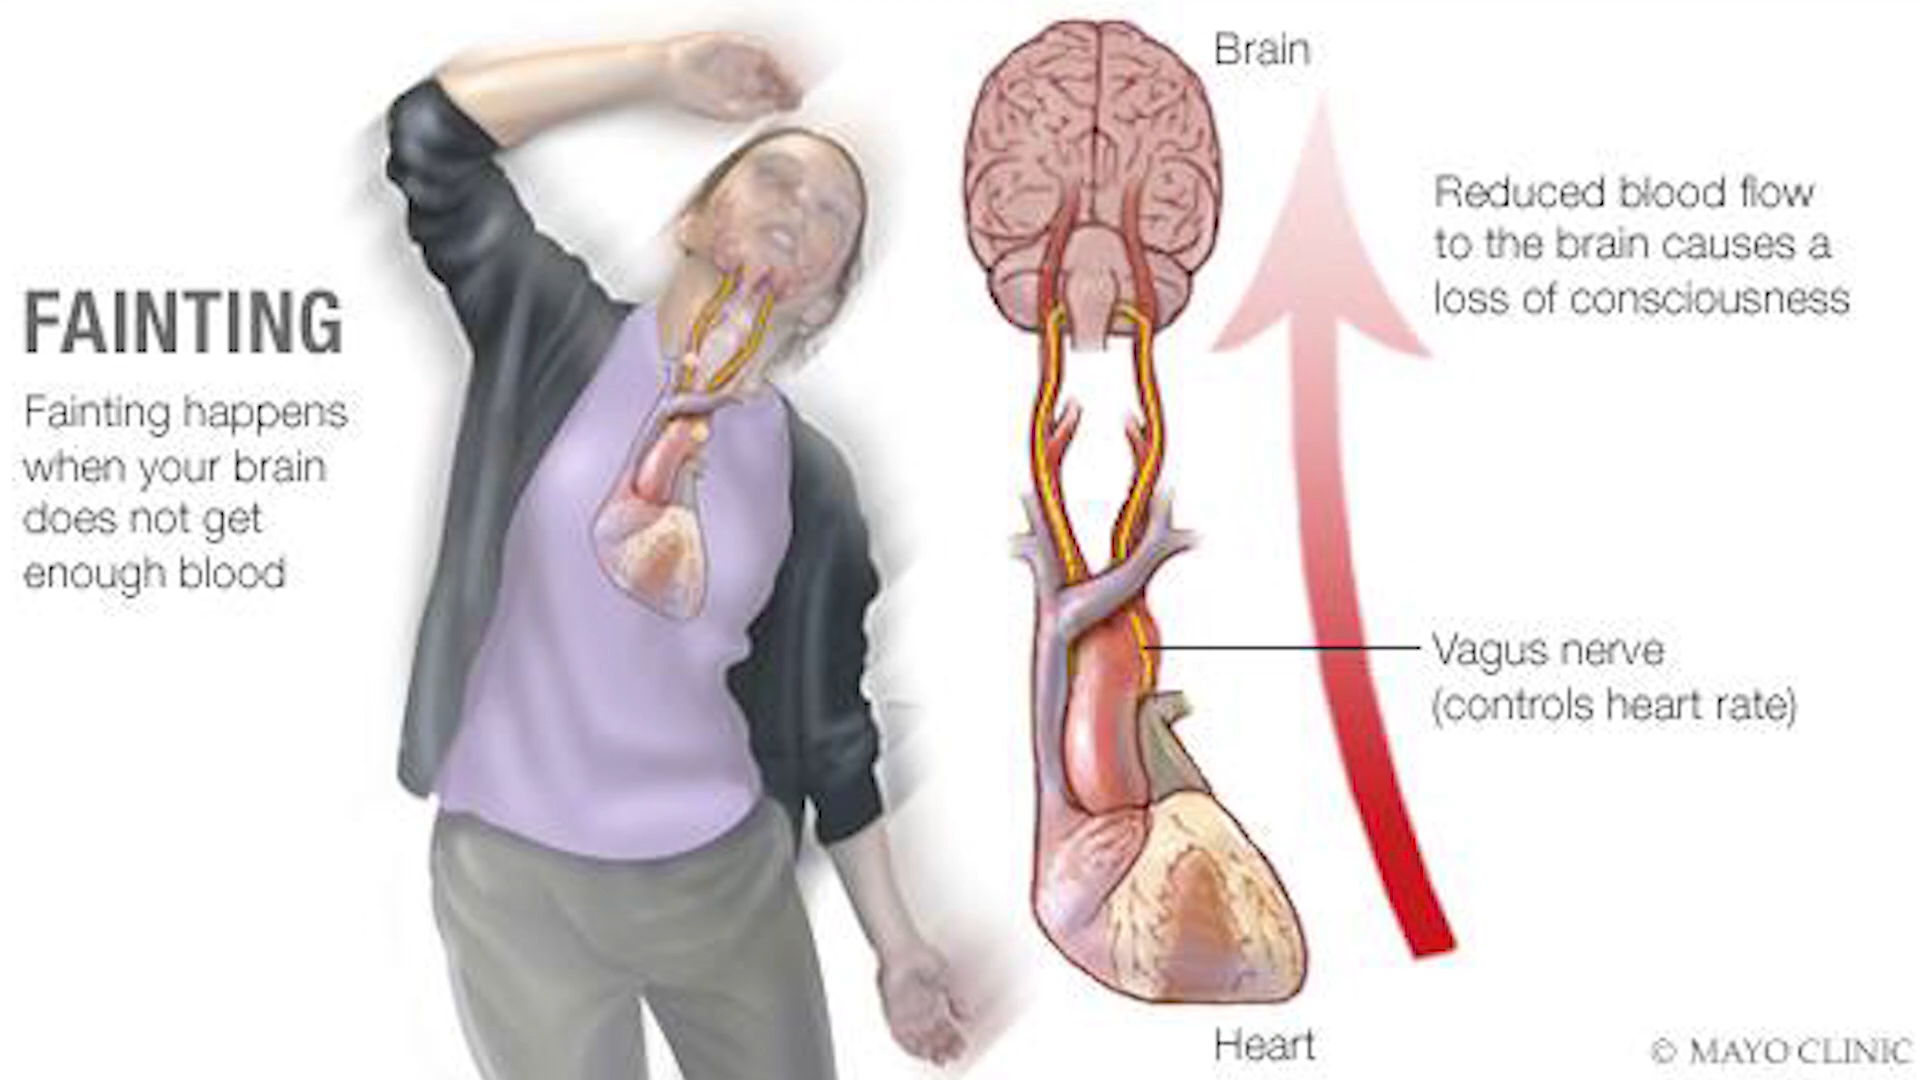 FAINTING
Fainting happens
when your brain
does not get
enough blood
Brain
Reduced blood flow
to the brain causes a
loss of consciousness
Vagus nerve
(controls heart rate)
Heart
© MAYO CLINIC